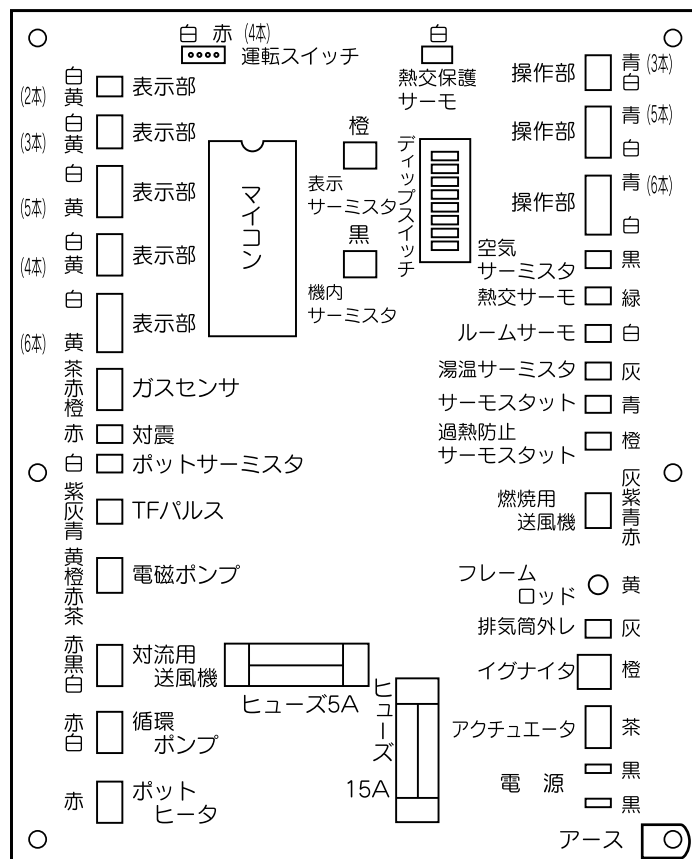 白 赤 (4本)
運転スイッチ
白
熱交保護
サーモ
白
(2本) 黄
表示部
白
(3本) 黄
表示部
白
(5本) 黄
表示部
白
(4本) 黄
表示部
白
(6本) 黄
表示部
茶
赤
橙
ガスセンサ
赤
対震
白
ポットサーミスタ
紫
灰
青
TFパルス
黄
橙
赤
茶
電磁ポンプ
赤
黒
白
対流用
送風機
赤
白
循環
ポンプ
赤
ポット
ヒータ
マイコン
橙
表示
サーミスタ
黒
機内
サーミスタ
ディップスイッチ
ヒューズ5A
ヒューズ
15A
操作部
青 (3本)
白
操作部
青 (5本)
白
操作部
青 (6本)
白
空気
サーミスタ
黒
熱交サーモ
緑
ルームサーモ
白
湯温サーミスタ
灰
サーモスタット
青
過熱防止
サーモスタット
橙
燃焼用
送風機
灰
紫
青
赤
フレーム
ロッド
黄
排気筒外レ
灰
イグナイタ
橙
アクチュエータ
茶
電 源
黒
黒
アース